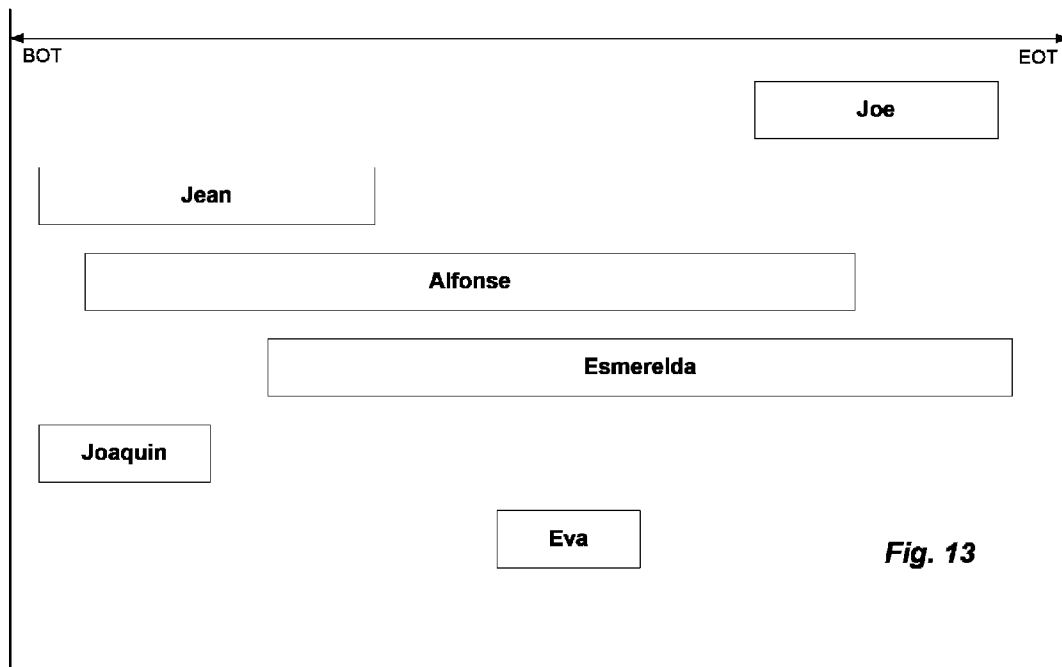 BOT EOT
Joe
Jean
Alfonse
Esmerelda
Joaquin
Eva
Fig. 13